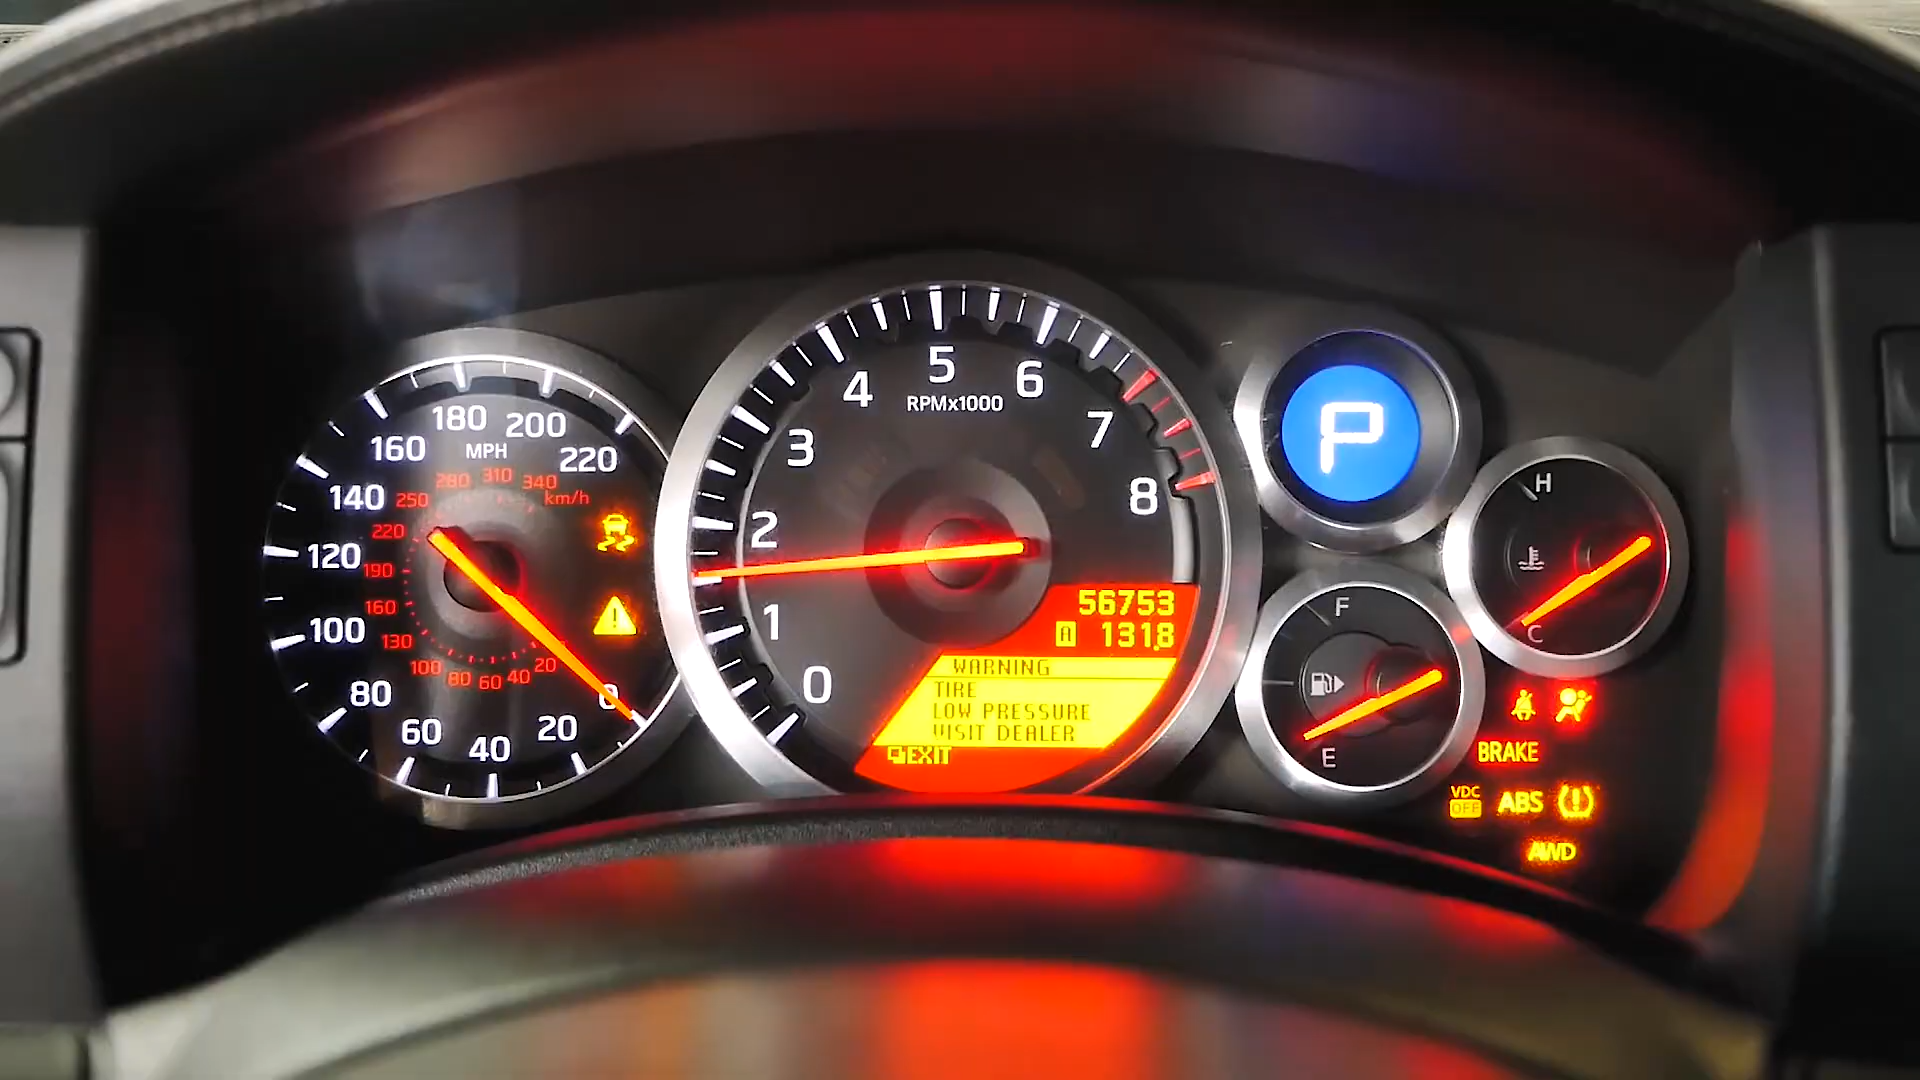 180
200
160
MPH
220
280
310
340
140
250
km/h
220
120
190
160
100
130
100
80
60
40
20
0
80
60
40
20
5
4
6
RPMx1000
3
7
8
2
1
0
56753
A 1318
WARNING
TIRE
LOW PRESSURE
VISIT DEALER
EXIT
P
H
C
F
E
BRAKE
VDC
OFF
ABS
AWD